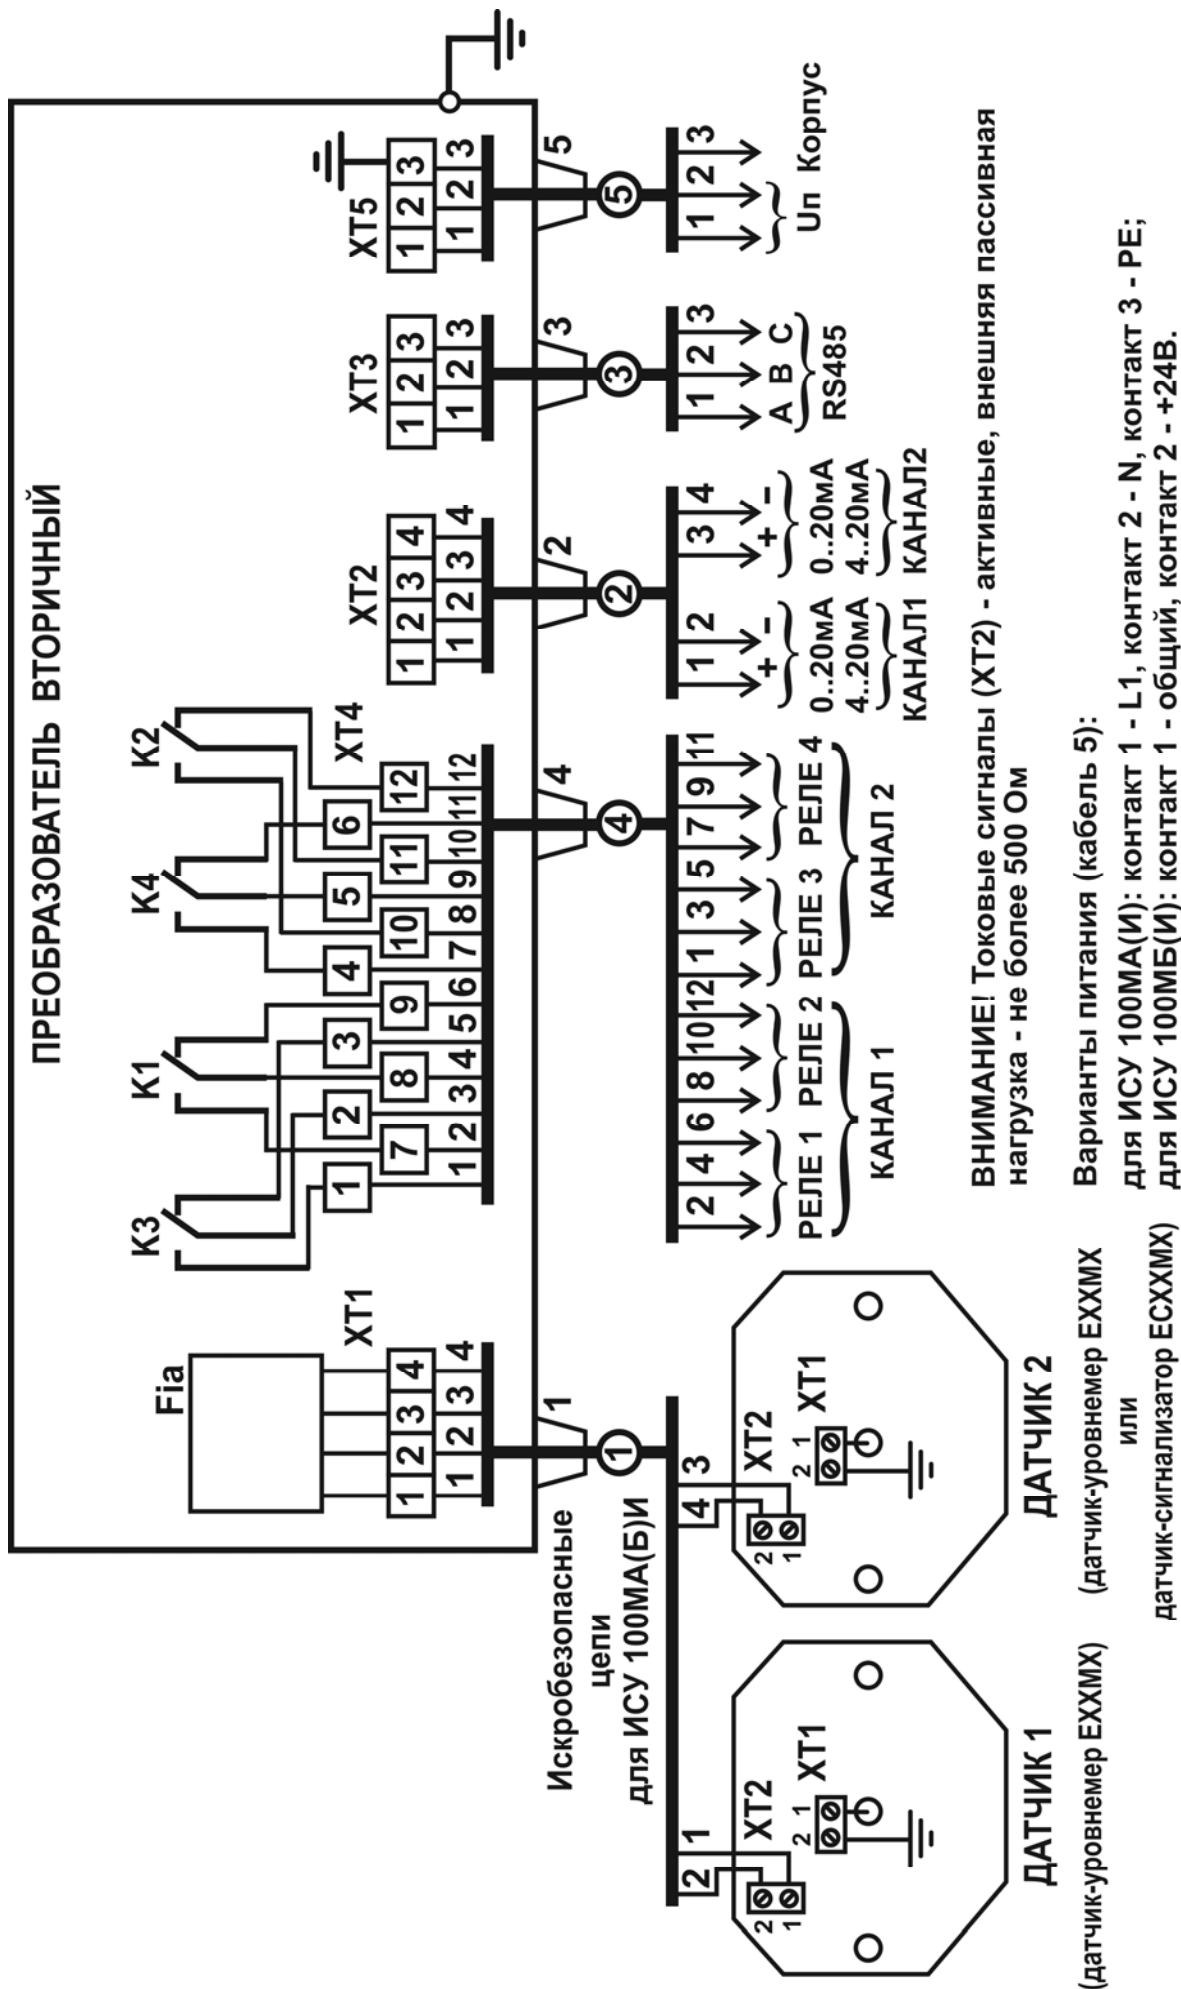 ПРЕОБРАЗОВАТЕЛЬ ВТОРИЧНЫЙ
K3 K1 K4 K2
Fia
XT1 XT4 XT2 XT3 XT5
1 2 3 4
1 2 3 4 5 6
7 8 9 10 11 12
1 2 3 4
1 2 3
1 2 3
1 2 3 4
1 2 3 4 5 6 7 8 9 10 11 12
1 2 3 4
1 2 3
1 2 3
1 4 2 3 5
1 4 2 3 5
Искробезопасные
цепи
для ИСУ 100МА(Б)И
2 1 4 3
2 4 6 8 10 12 1 3 5 7 9 11
1 2 3 4
1 2 3
1 2 3
РЕЛЕ 1 РЕЛЕ 2 РЕЛЕ 3 РЕЛЕ 4
КАНАЛ 1 КАНАЛ 2
+ − + −
0..20мА 0..20мА
4..20мА 4..20мА
КАНАЛ1 КАНАЛ2
A B C
RS485
Uп Корпус
2 1 XT2
2 1 XT1
2 1 XT2
2 1 XT1
ДАТЧИК 1
(датчик-уровнемер ЕХХМХ)
ДАТЧИК 2
(датчик-уровнемер ЕХХМХ
или
датчик-сигнализатор ЕСХХМХ)
ВНИМАНИЕ! Токовые сигналы (XT2) - активные, внешняя пассивная
нагрузка - не более 500 Ом
Варианты питания (кабель 5):
для ИСУ 100МА(И): контакт 1 - L1, контакт 2 - N, контакт 3 - PE;
для ИСУ 100МБ(И): контакт 1 - общий, контакт 2 - +24В.